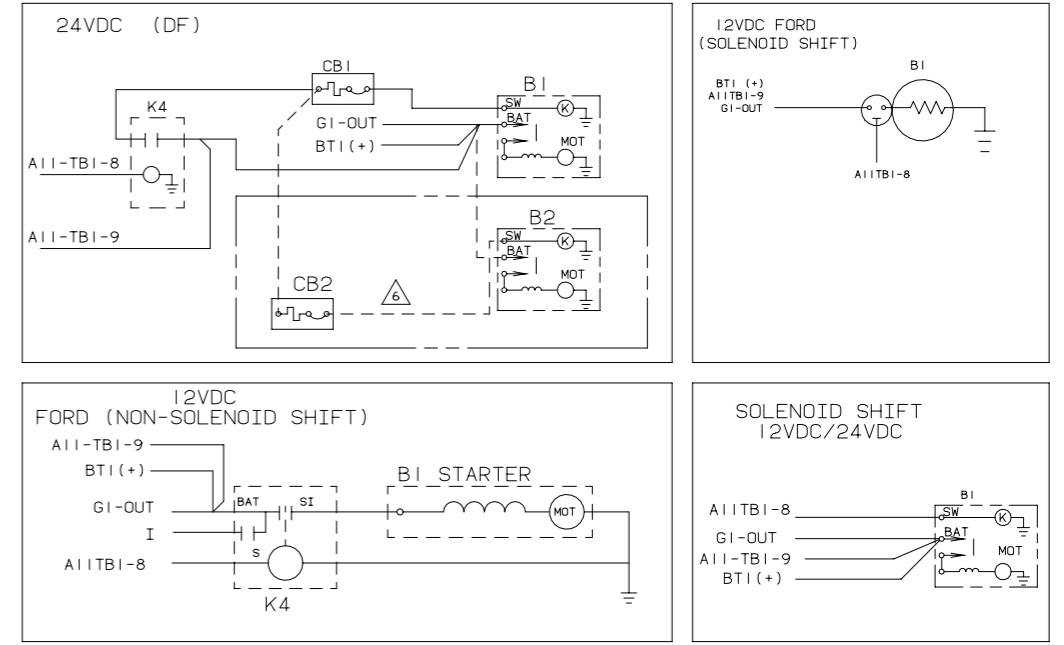 24VDC (DF)
CB1
B1
K4
SW
K
G1-OUT
BAT
BT1(+)
MOT
A11-TB1-8
B2
A11-TB1-9
SW
K
BAT
MOT
CB2
6
12VDC FORD
(SOLENOID SHIFT)
B1
BT1 (+)
A11TB1-9
G1-OUT
A11TB1-8
12VDC
FORD (NON-SOLENOID SHIFT)
A11-TB1-9
BT1(+)
B1 STARTER
G1-OUT
BAT
SI
MOT
I
S
A11TB1-8
K4
SOLENOID SHIFT
12VDC/24VDC
B1
A11TB1-8
SW
K
G1-OUT
BAT
A11-TB1-9
MOT
BT1(+)